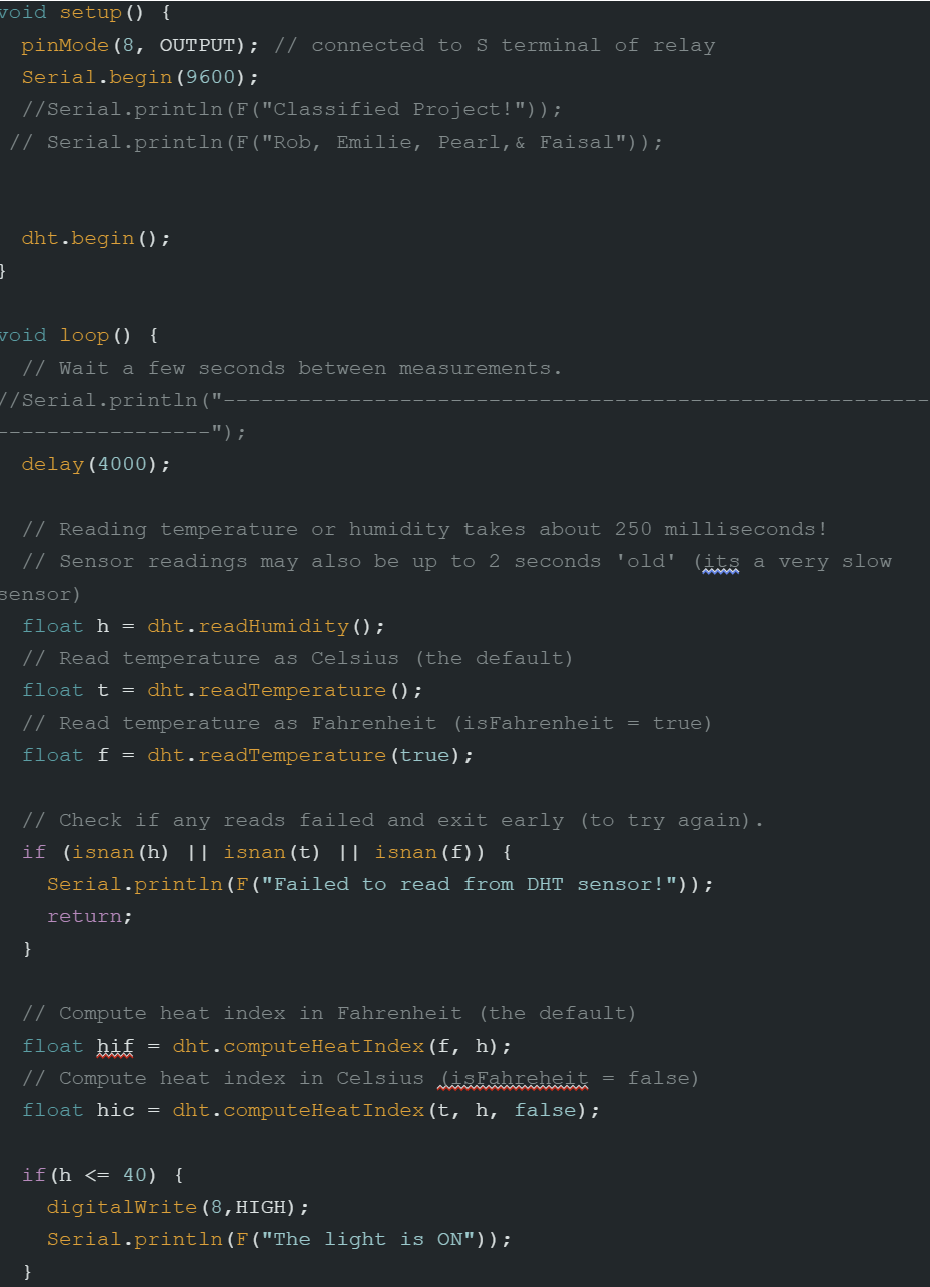 void setup() {
  pinMode(8, OUTPUT); // connected to S terminal of relay
  Serial.begin(9600);
  //Serial.println(F("Classified Project!"));
 // Serial.println(F("Rob, Emilie, Pearl,& Faisal"));
  dht.begin();
}
void loop() {
  // Wait a few seconds between measurements.
//Serial.println("---------------------------------------------------------
-----------------");
  delay(4000);
  // Reading temperature or humidity takes about 250 milliseconds!
  // Sensor readings may also be up to 2 seconds 'old' (its a very slow
sensor)
  float h = dht.readHumidity();
  // Read temperature as Celsius (the default)
  float t = dht.readTemperature();
  // Read temperature as Fahrenheit (isFahrenheit = true)
  float f = dht.readTemperature(true);
  // Check if any reads failed and exit early (to try again).
  if (isnan(h) || isnan(t) || isnan(f)) {
    Serial.println(F("Failed to read from DHT sensor!"));
    return;
  }
  // Compute heat index in Fahrenheit (the default)
  float hif = dht.computeHeatIndex(f, h);
  // Compute heat index in Celsius (isFahreheit = false)
  float hic = dht.computeHeatIndex(t, h, false);
  if(h <= 40) {
    digitalWrite(8,HIGH);
    Serial.println(F("The light is ON"));
  }